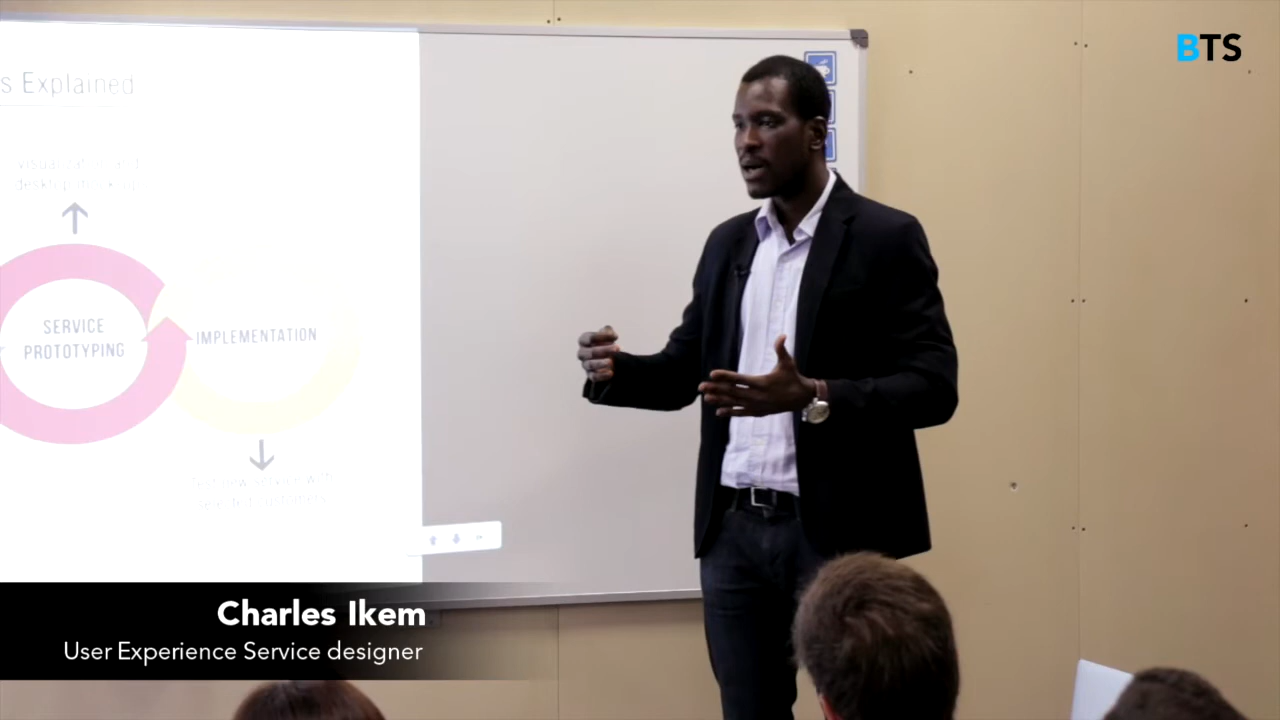 BTS
s Explained
SERVICE
PROTOTYPING
IMPLEMENTATION
Charles Ikem
User Experience Service designer